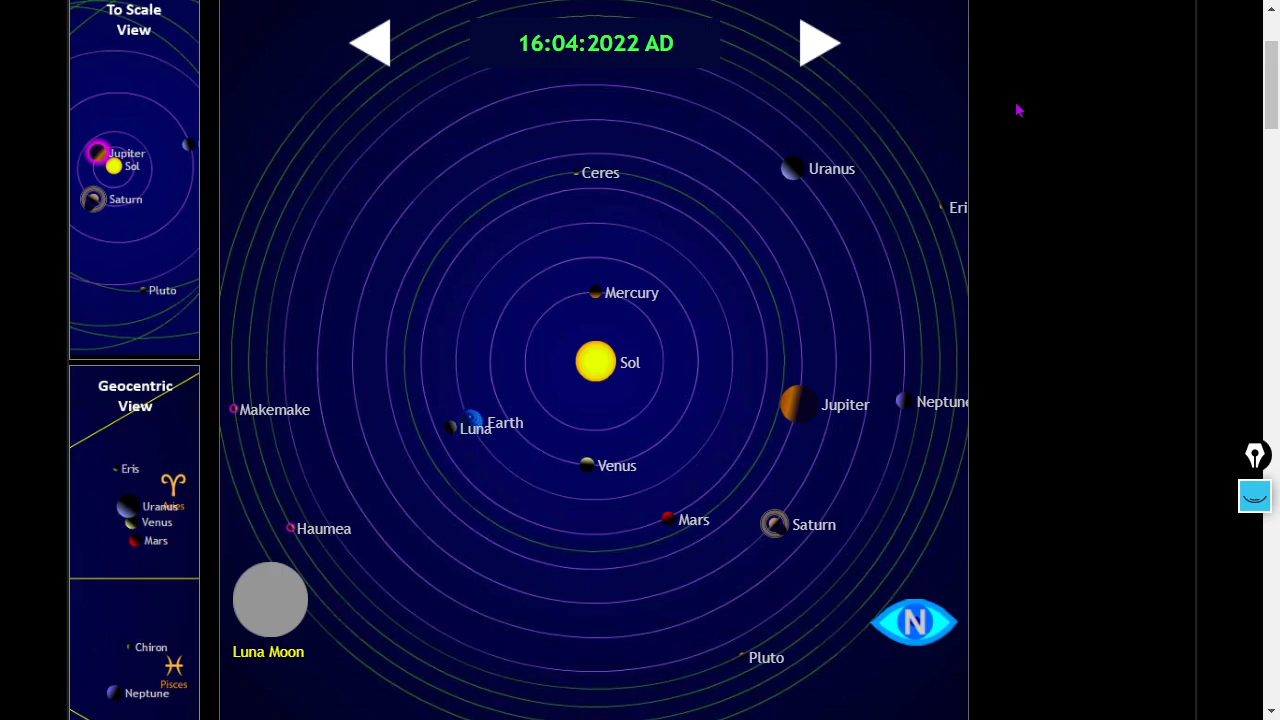 To Scale
View
Jupiter
Sol
Saturn
Pluto
Geocentric
View
Eris
Aries
Uranus
Venus
Mars
Chiron
Pisces
Neptune
16:04:2022 AD
Ceres
Uranus
Eri
Mercury
Sol
Makemake
Jupiter
Neptune
Earth
Luna
Venus
Mars
Saturn
Haumea
N
Luna Moon
Pluto